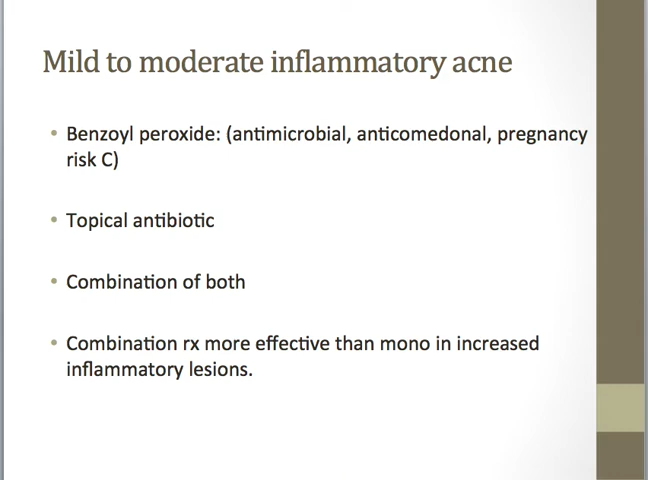 Mild to moderate inflammatory acne
• Benzoyl peroxide: (antimicrobial, anticomedonal, pregnancy
risk C)
• Topical antibiotic
• Combination of both
• Combination rx more effective than mono in increased
inflammatory lesions.